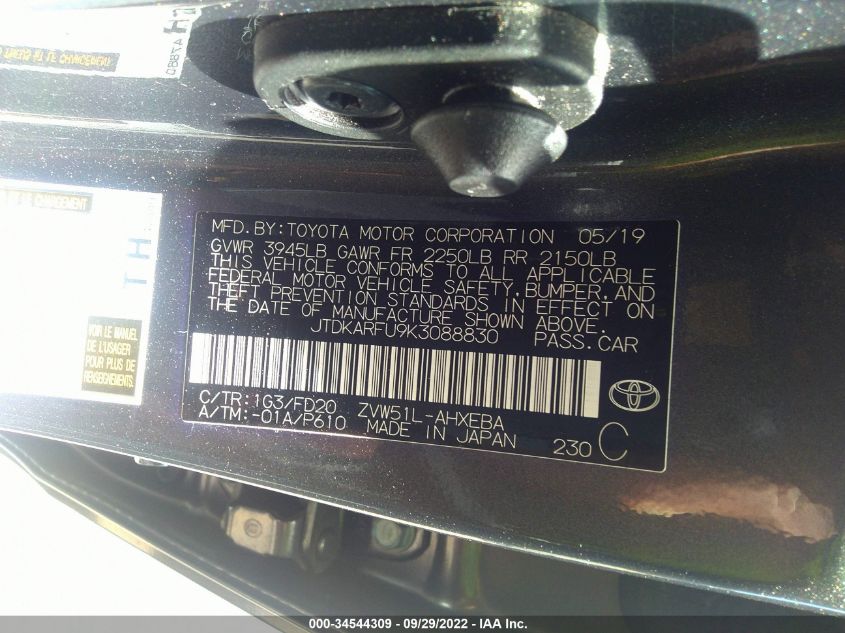 CHANGEMENT
TH
VOIR LE MANUEL
DE L'USAGER
POUR PLUS DE
RENSEIGNEMENTS.
MFD.BY:TOYOTA MOTOR CORPORATION 05/19
GVWR 3945LB GAWR FR 2250LB RR 2150LB
THIS VEHICLE CONFORMS TO ALL APPLICABLE
FEDERAL MOTOR VEHICLE SAFETY,BUMPER,AND
THEFT PREVENTION STANDARDS IN EFFECT ON
THE DATE OF MANUFACTURE SHOWN ABOVE.
JTDKARFU9K3088830 PASS.CAR
C/TR:1G3/FD20 ZVW51L-AHXEBA
A/TM:-01A/P610 MADE IN JAPAN 230 C
TOYOTA
000-34544309 / 09/29/2022 - IAA Inc.